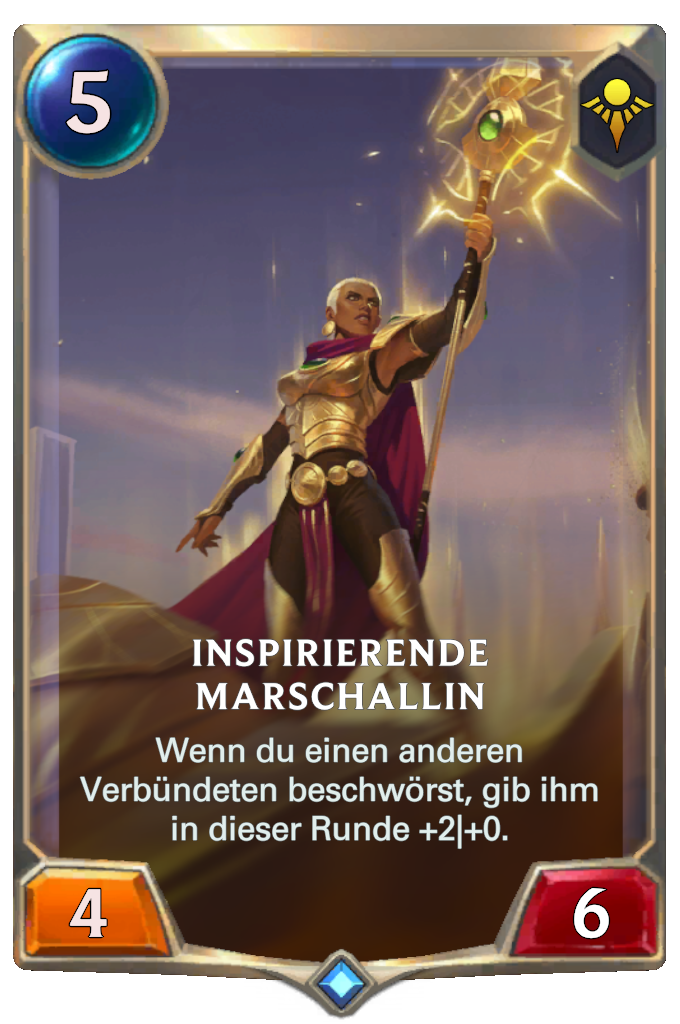 5
INSPIRIERENDE
MARSCHALLIN
Wenn du einen anderen
Verbündeten beschwörst, gib ihm
in dieser Runde +2|+0.
4
6